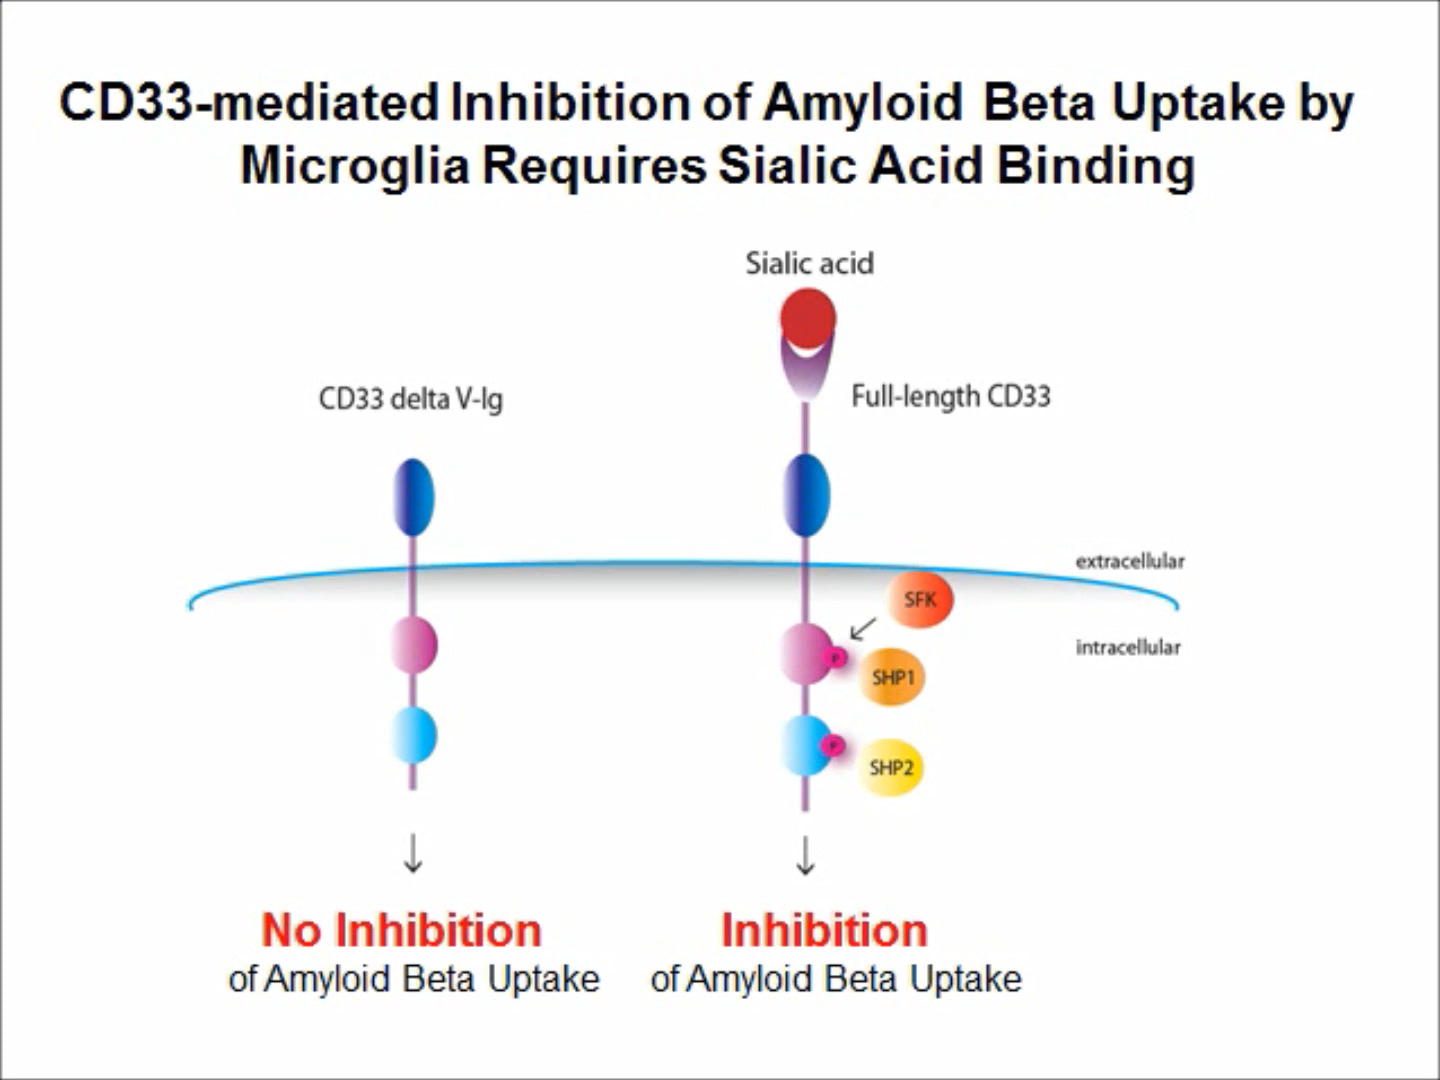 CD33-mediated Inhibition of Amyloid Beta Uptake by
Microglia Requires Sialic Acid Binding
Sialic acid
CD33 delta V-Ig
Full-length CD33
extracellular
SFK
intracellular
P
SHP1
P
SHP2
No Inhibition
of Amyloid Beta Uptake
Inhibition
of Amyloid Beta Uptake